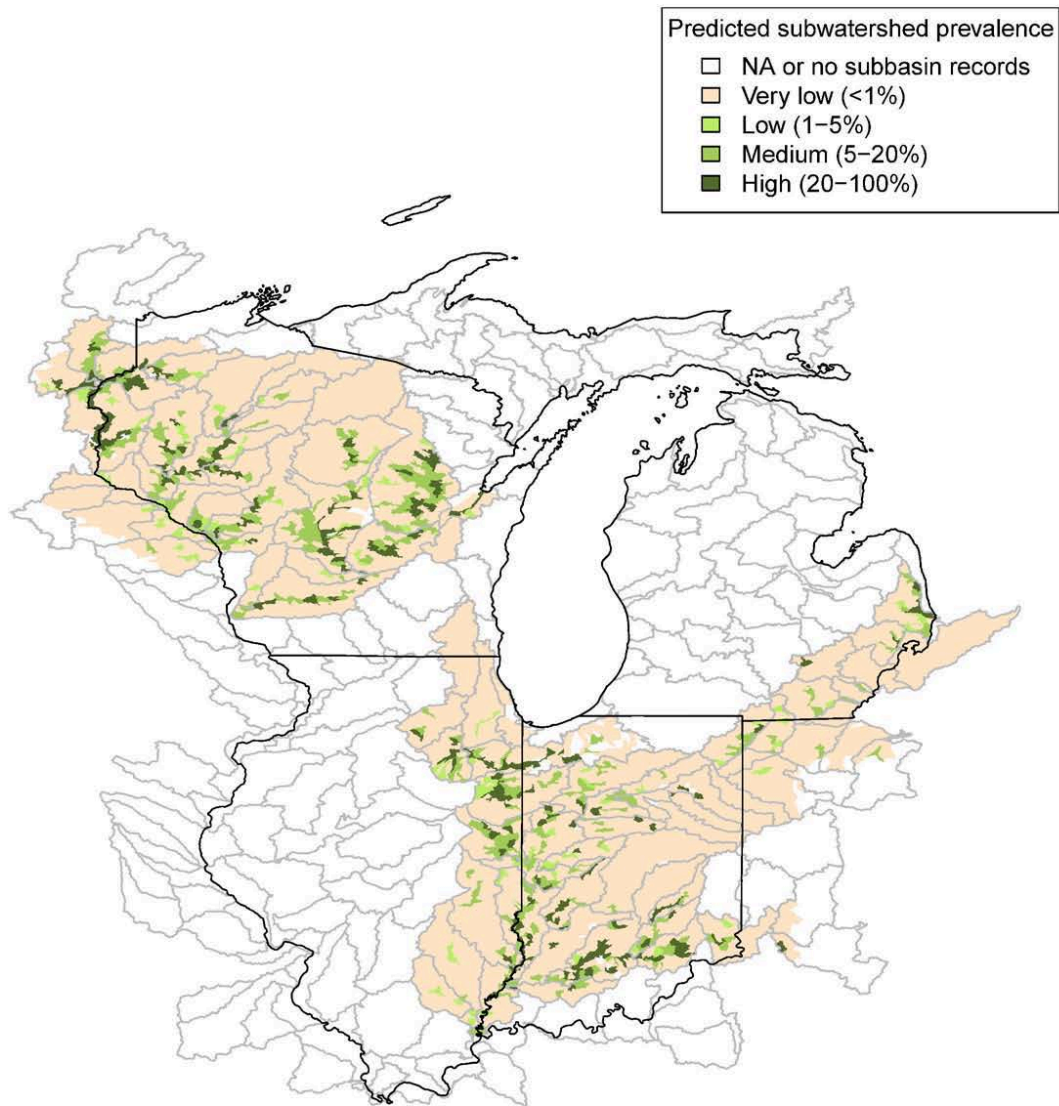 Predicted subwatershed prevalence
NA or no subbasin records
Very low (<1%)
Low (1−5%)
Medium (5−20%)
High (20−100%)